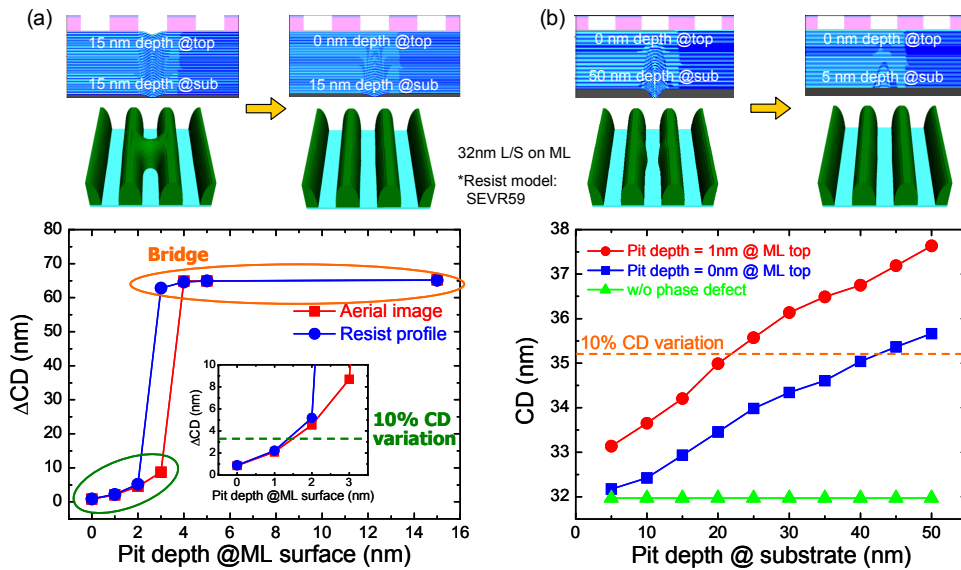 (a)
15 nm depth @top
15 nm depth @sub
0 nm depth @top
15 nm depth @sub
(b)
0 nm depth @top
50 nm depth @sub
0 nm depth @top
5 nm depth @sub
32nm L/S on ML
*Resist model:
SEVR59
80
70
60
50
40
30
20
10
0
ΔCD (nm)
Bridge
Aerial image
Resist profile
10
8
6
4
2
0
ΔCD (nm)
0
1
2
3
Pit depth @ML surface (nm)
10% CD
variation
0
2
4
6
8
10
12
14
16
Pit depth @ML surface (nm)
38
37
36
35
34
33
32
CD (nm)
Pit depth = 1nm @ ML top
Pit depth = 0nm @ ML top
w/o phase defect
10% CD variation
0
10
20
30
40
50
Pit depth @ substrate (nm)